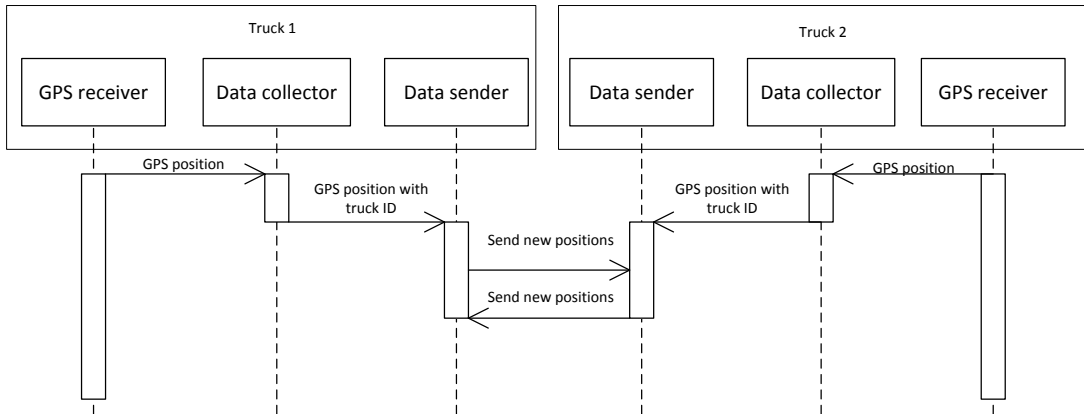 Truck 1
Truck 2
GPS receiver
Data collector
Data sender
Data sender
Data collector
GPS receiver
GPS position
GPS position
GPS position with
truck ID
GPS position with
truck ID
Send new positions
Send new positions